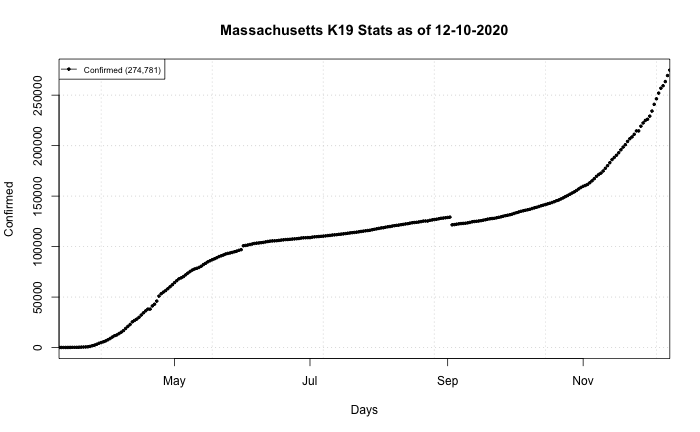 Massachusetts K19 Stats as of 12-10-2020
Confirmed (274,781)
250000
200000
150000
100000
50000
0
Confirmed
May Jul Sep Nov
Days